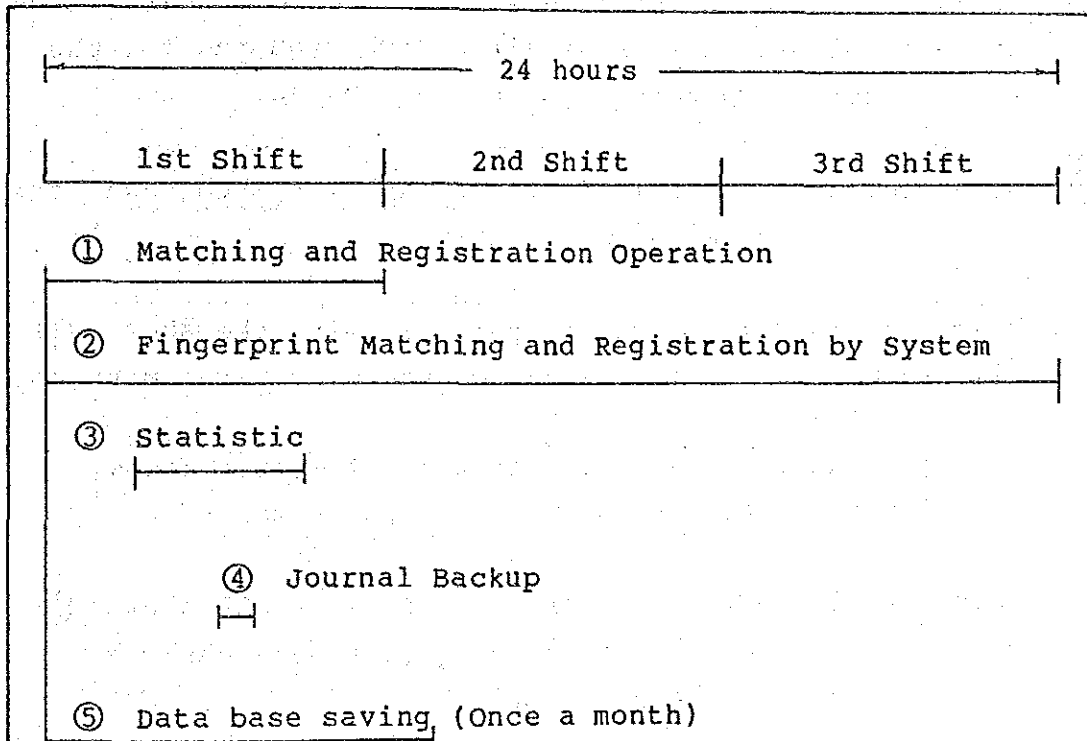 24 hours
1st Shift 2nd Shift 3rd Shift
① Matching and Registration Operation
② Fingerprint Matching and Registration by System
③ Statistic
④ Journal Backup
⑤ Data base saving (Once a month)